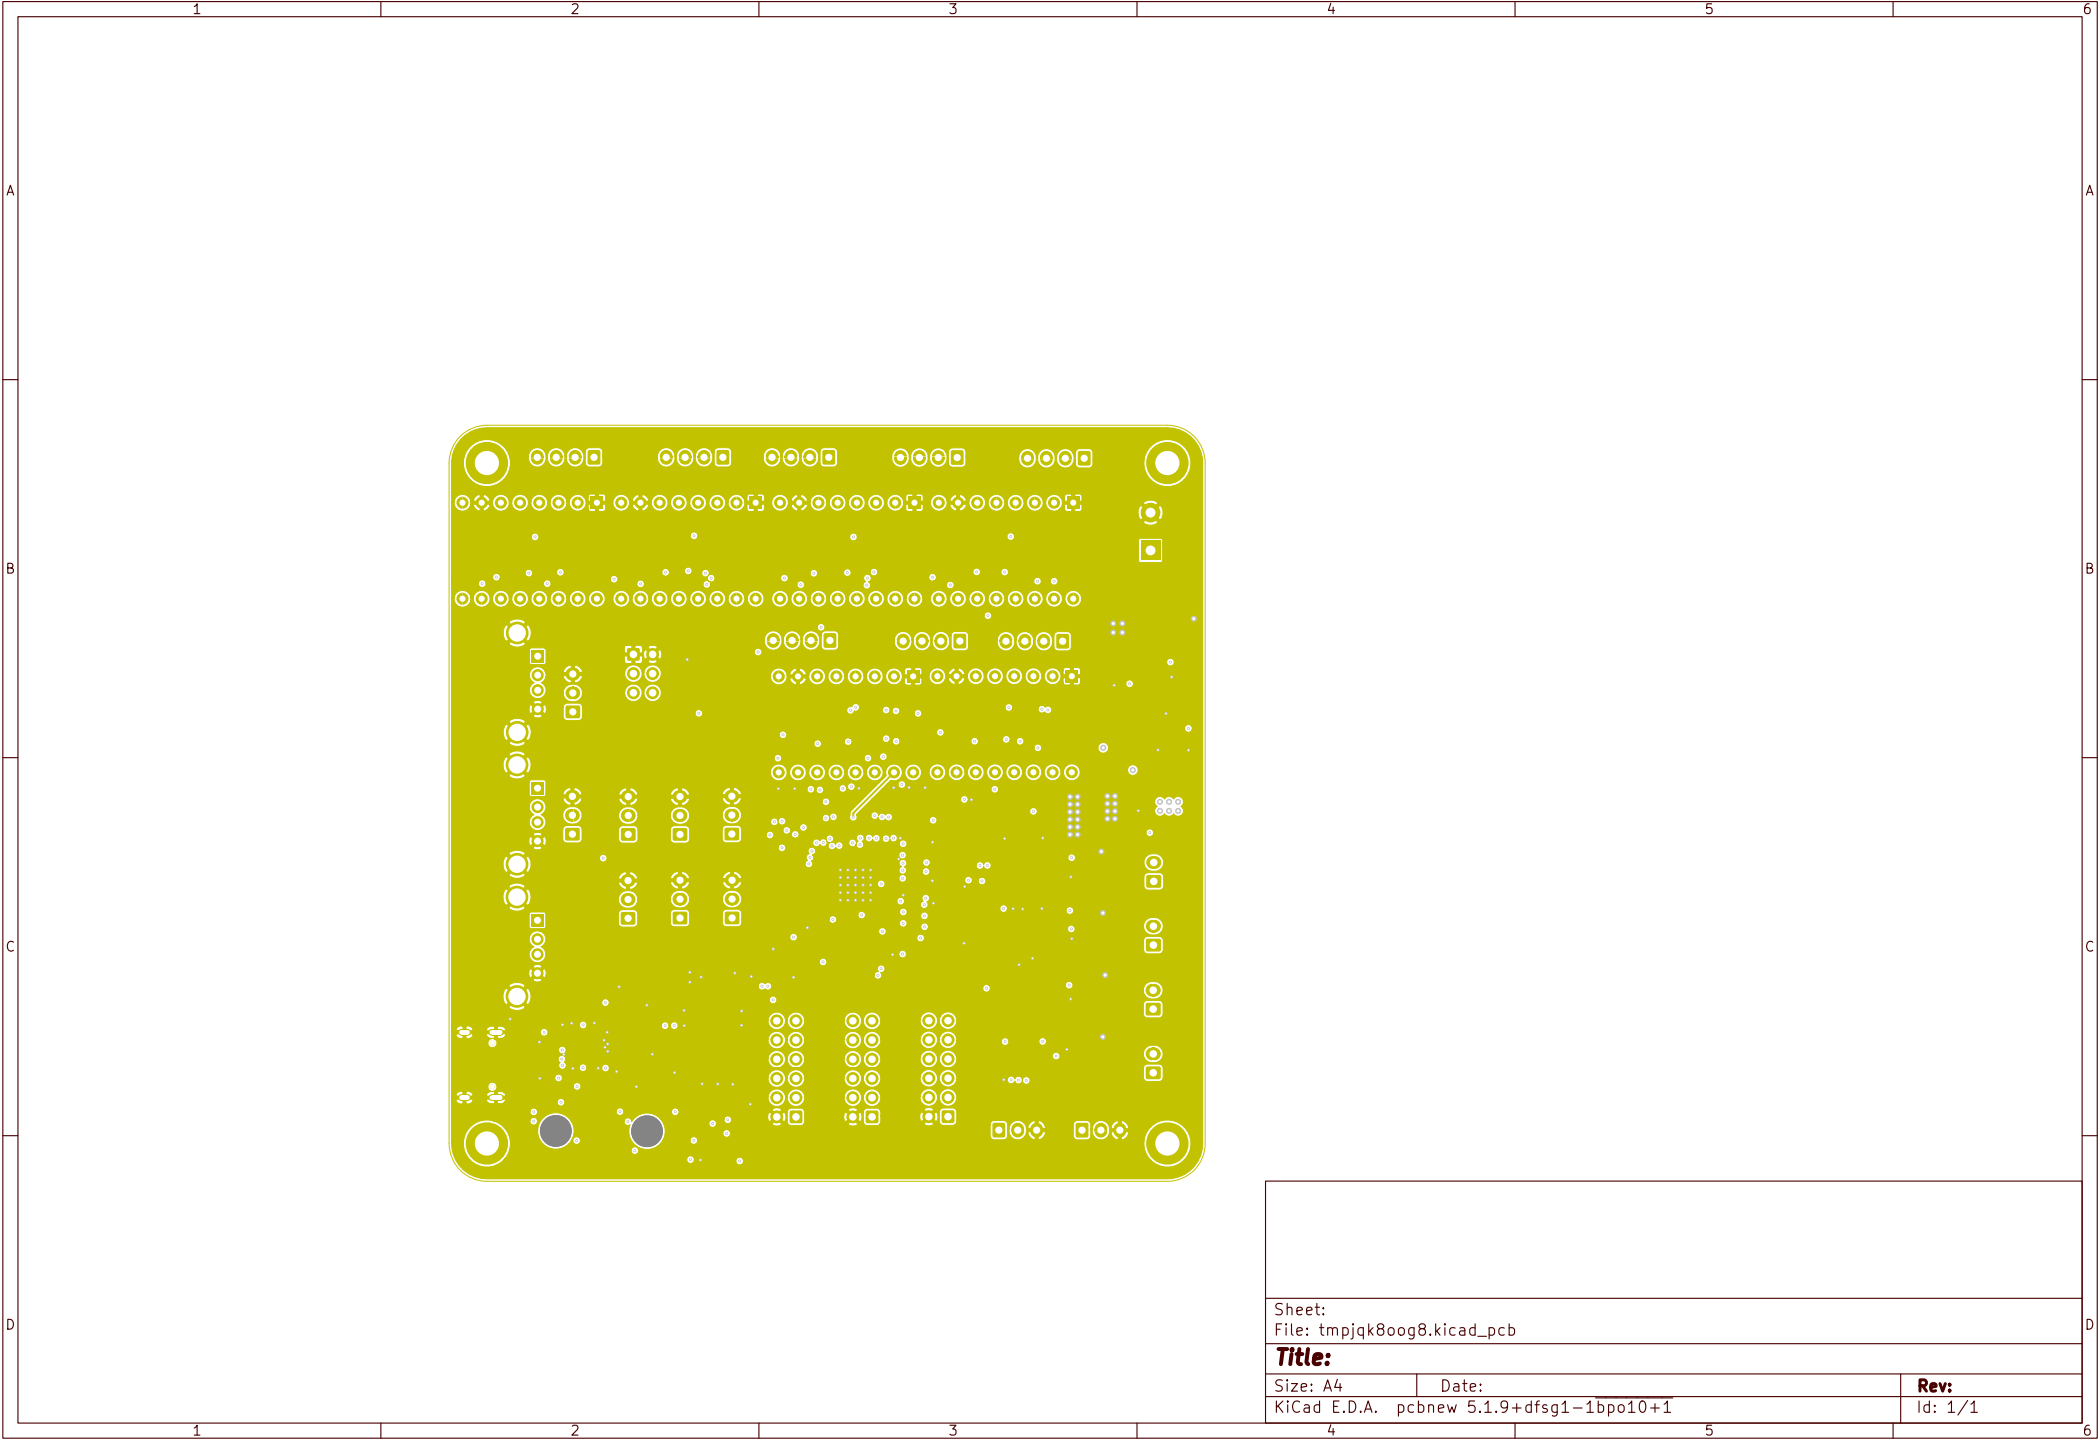 1 2 3 4 5 6
A A
B B
C C
D D
Sheet:
File: tmpjqk8oog8.kicad_pcb
Title:
Size: A4 Date: Rev:
KiCad E.D.A. pcbnew 5.1.9+dfsg1-1bpo10+1 Id: 1/1
1 2 3 4 5 6